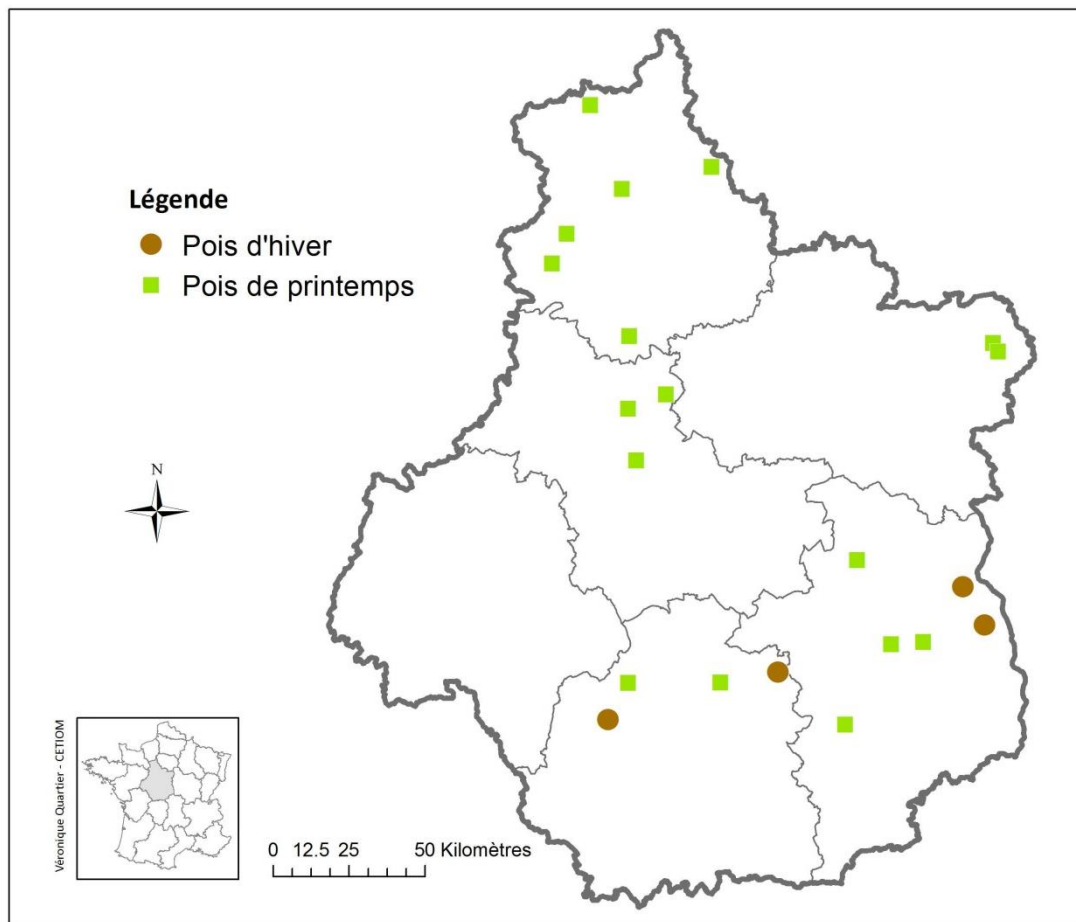 Légende
Pois d'hiver
Pois de printemps
N
Véronique Quartier - CETIOM
0 12.5 25 50 Kilomètres